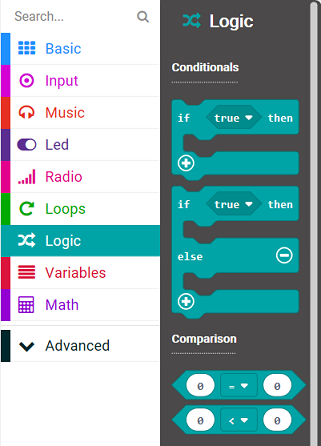 Search...
Basic
Input
Music
Led
Radio
Loops
Logic
Variables
Math
Advanced
Logic
Conditionals
if true then
if true then
else
Comparison
0 = 0
0 < 0